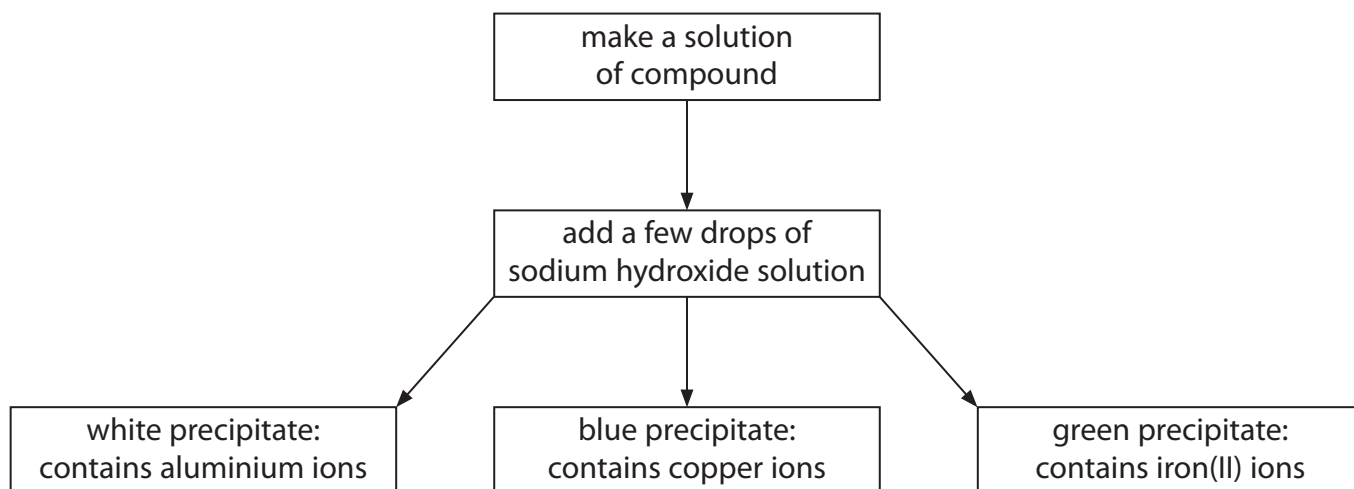 make a solution
of compound
add a few drops of
sodium hydroxide solution
white precipitate:
contains aluminium ions
blue precipitate:
contains copper ions
green precipitate:
contains iron(II) ions